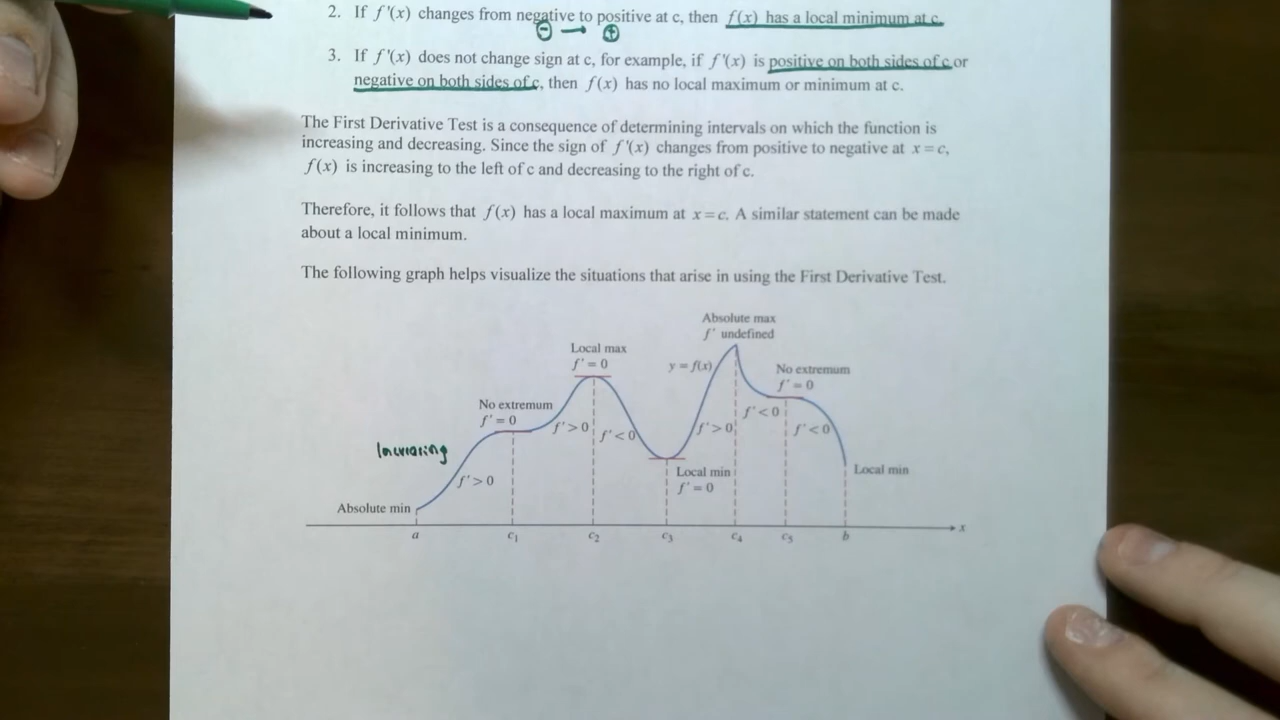 2. If f'(x) changes from negative to positive at c, then f(x) has a local minimum at c.
⊖ → ⊕
3. If f'(x) does not change sign at c, for example, if f'(x) is positive on both sides of c or
negative on both sides of c, then f(x) has no local maximum or minimum at c.
The First Derivative Test is a consequence of determining intervals on which the function is
increasing and decreasing. Since the sign of f'(x) changes from positive to negative at x = c,
f(x) is increasing to the left of c and decreasing to the right of c.
Therefore, it follows that f(x) has a local maximum at x = c. A similar statement can be made
about a local minimum.
The following graph helps visualize the situations that arise in using the First Derivative Test.
Absolute max
f' undefined
Local max
f' = 0
y = f(x)
No extremum
f' = 0
No extremum
f' = 0
f' > 0
f' < 0
f' > 0
f' < 0
f' < 0
Increasing
f' > 0
Local min
f' = 0
Local min
Absolute min
a c₁ c₂ c₃ c₄ c₅ b x